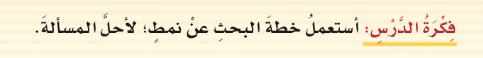 فِكْرَةُ الدَّرْسِ: أستعملُ خطةَ البحثِ عنْ نمطٍ؛ لأحلَّ المسألةَ.